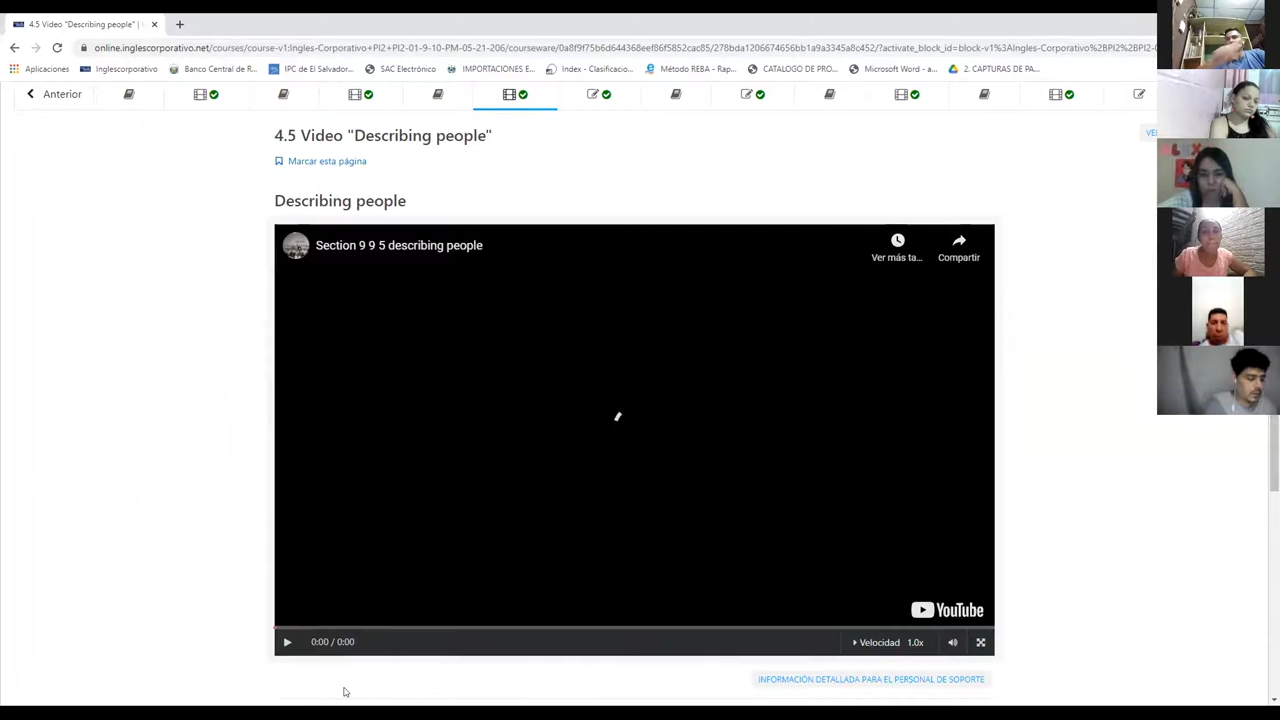 4.5 Video "Describing people" |
online.inglescorporativo.net/courses/course-v1:Ingles-Corporativo+PI2+PI2-01-9-10-PM-05-21-206/courseware/0a8f9f75b6d644368eef86f5852cac85/278bda1206674656bb1a9a3345a8c452/?activate_block_id=block-v1%3AIngles-Corporativo%2BPI2%2BPI2-0
Aplicaciones
Inglescorporativo
Banco Central de R...
IPC de El Salvador...
SAC Electrónico
IMPORTACIONES E...
Index - Clasificacio...
Método REBA - Rap...
CATALOGO DE PRO...
Microsoft Word - a...
2. CAPTURAS DE PA...
Anterior
4.5 Video "Describing people"
VE
Marcar esta página
Describing people
Section 9 9 5 describing people
Ver más ta...
Compartir
YouTube
0:00 / 0:00
Velocidad 1.0x
INFORMACIÓN DETALLADA PARA EL PERSONAL DE SOPORTE